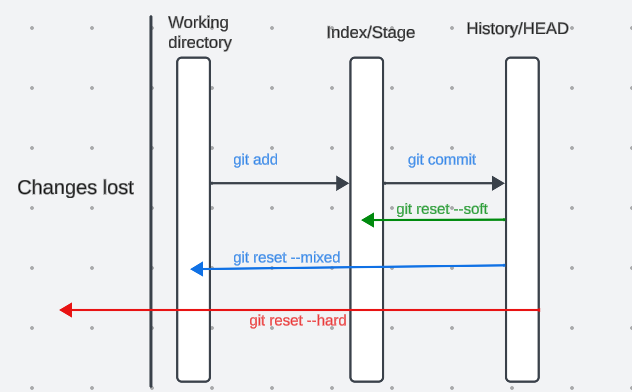 Working
directory
Index/Stage
History/HEAD
git add
git commit
Changes lost
git reset --soft
git reset --mixed
git reset --hard